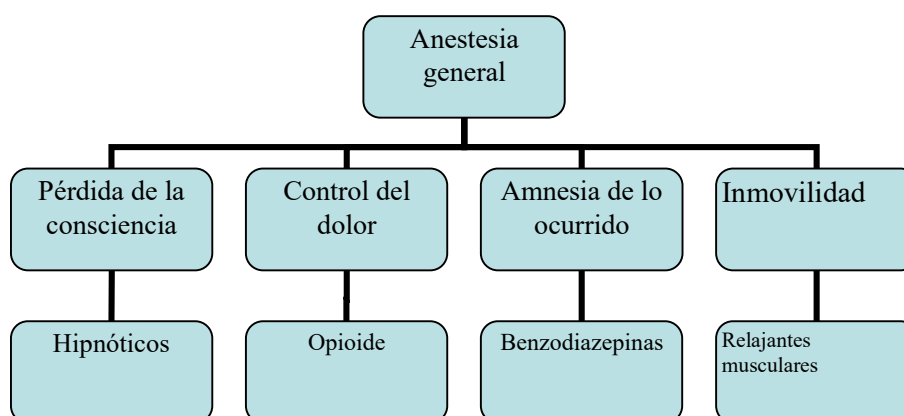 Anestesia
general
Pérdida de la
consciencia
Control del
dolor
Amnesia de lo
ocurrido
Inmovilidad
Hipnóticos
Opioide
Benzodiazepinas
Relajantes
musculares